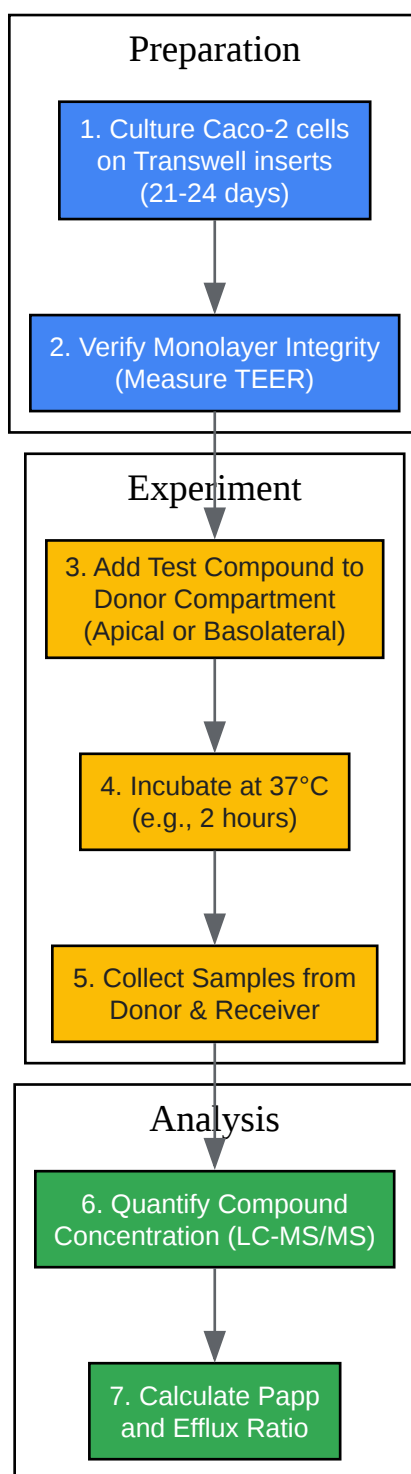 Preparation
1. Culture Caco-2 cells
on Transwell inserts
(21-24 days)
2. Verify Monolayer Integrity
(Measure TEER)
Experiment
3. Add Test Compound to
Donor Compartment
(Apical or Basolateral)
4. Incubate at 37°C
(e.g., 2 hours)
5. Collect Samples from
Donor & Receiver
Analysis
6. Quantify Compound
Concentration (LC-MS/MS)
7. Calculate Papp
and Efflux Ratio